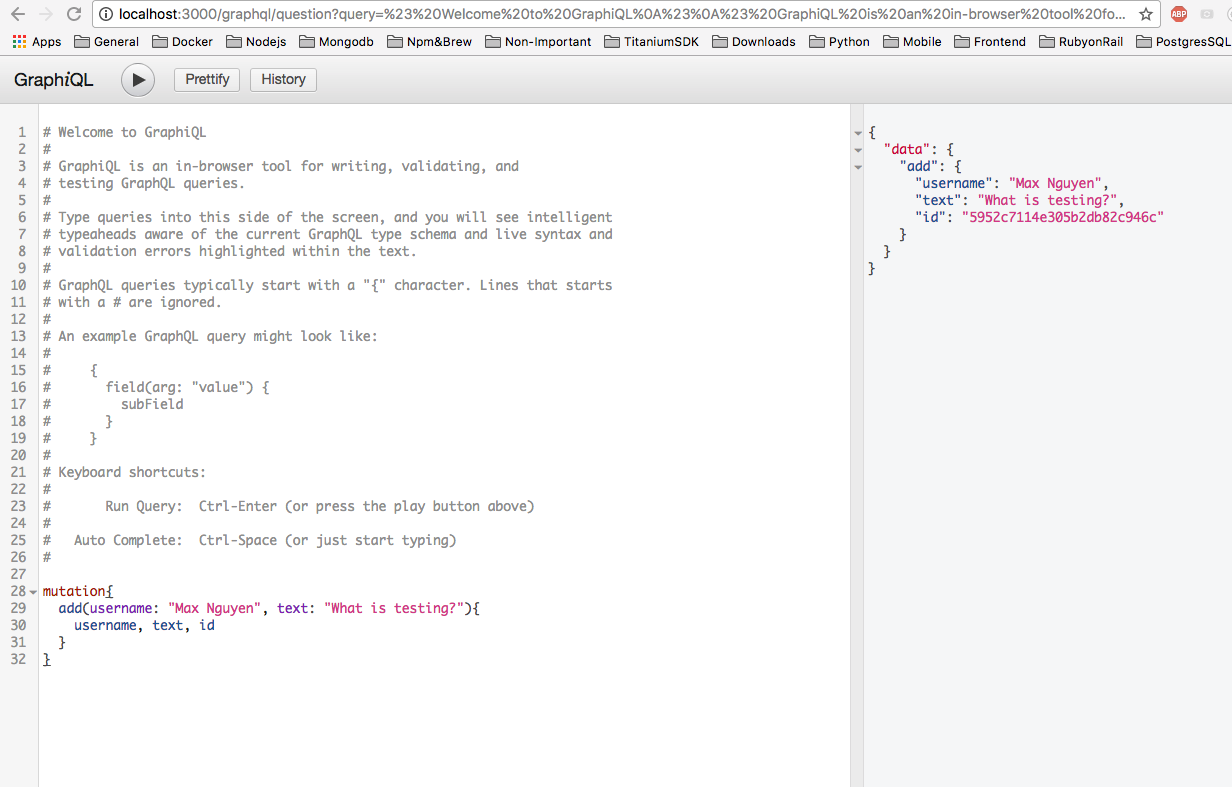 localhost:3000/graphql/question?query=%23%20Welcome%20to%20GraphiQL%0A%23%0A%23%20GraphiQL%20is%20an%20in-browser%20tool%20fo...
ABP
Apps General Docker Nodejs Mongodb Npm&Brew Non-Important TitaniumSDK Downloads Python Mobile Frontend RubyonRail PostgresSQL
GraphiQL Prettify History
1 # Welcome to GraphiQL
2 #
3 # GraphiQL is an in-browser tool for writing, validating, and
4 # testing GraphQL queries.
5 #
6 # Type queries into this side of the screen, and you will see intelligent
7 # typeaheads aware of the current GraphQL type schema and live syntax and
8 # validation errors highlighted within the text.
9 #
10 # GraphQL queries typically start with a "{" character. Lines that starts
11 # with a # are ignored.
12 #
13 # An example GraphQL query might look like:
14 #
15 #     {
16 #       field(arg: "value") {
17 #         subField
18 #       }
19 #     }
20 #
21 # Keyboard shortcuts:
22 #
23 #       Run Query:  Ctrl-Enter (or press the play button above)
24 #
25 #   Auto Complete:  Ctrl-Space (or just start typing)
26 #
27
28 mutation{
29   add(username: "Max Nguyen", text: "What is testing?"){
30     username, text, id
31   }
32 }
{
  "data": {
    "add": {
      "username": "Max Nguyen",
      "text": "What is testing?",
      "id": "5952c7114e305b2db82c946c"
    }
  }
}